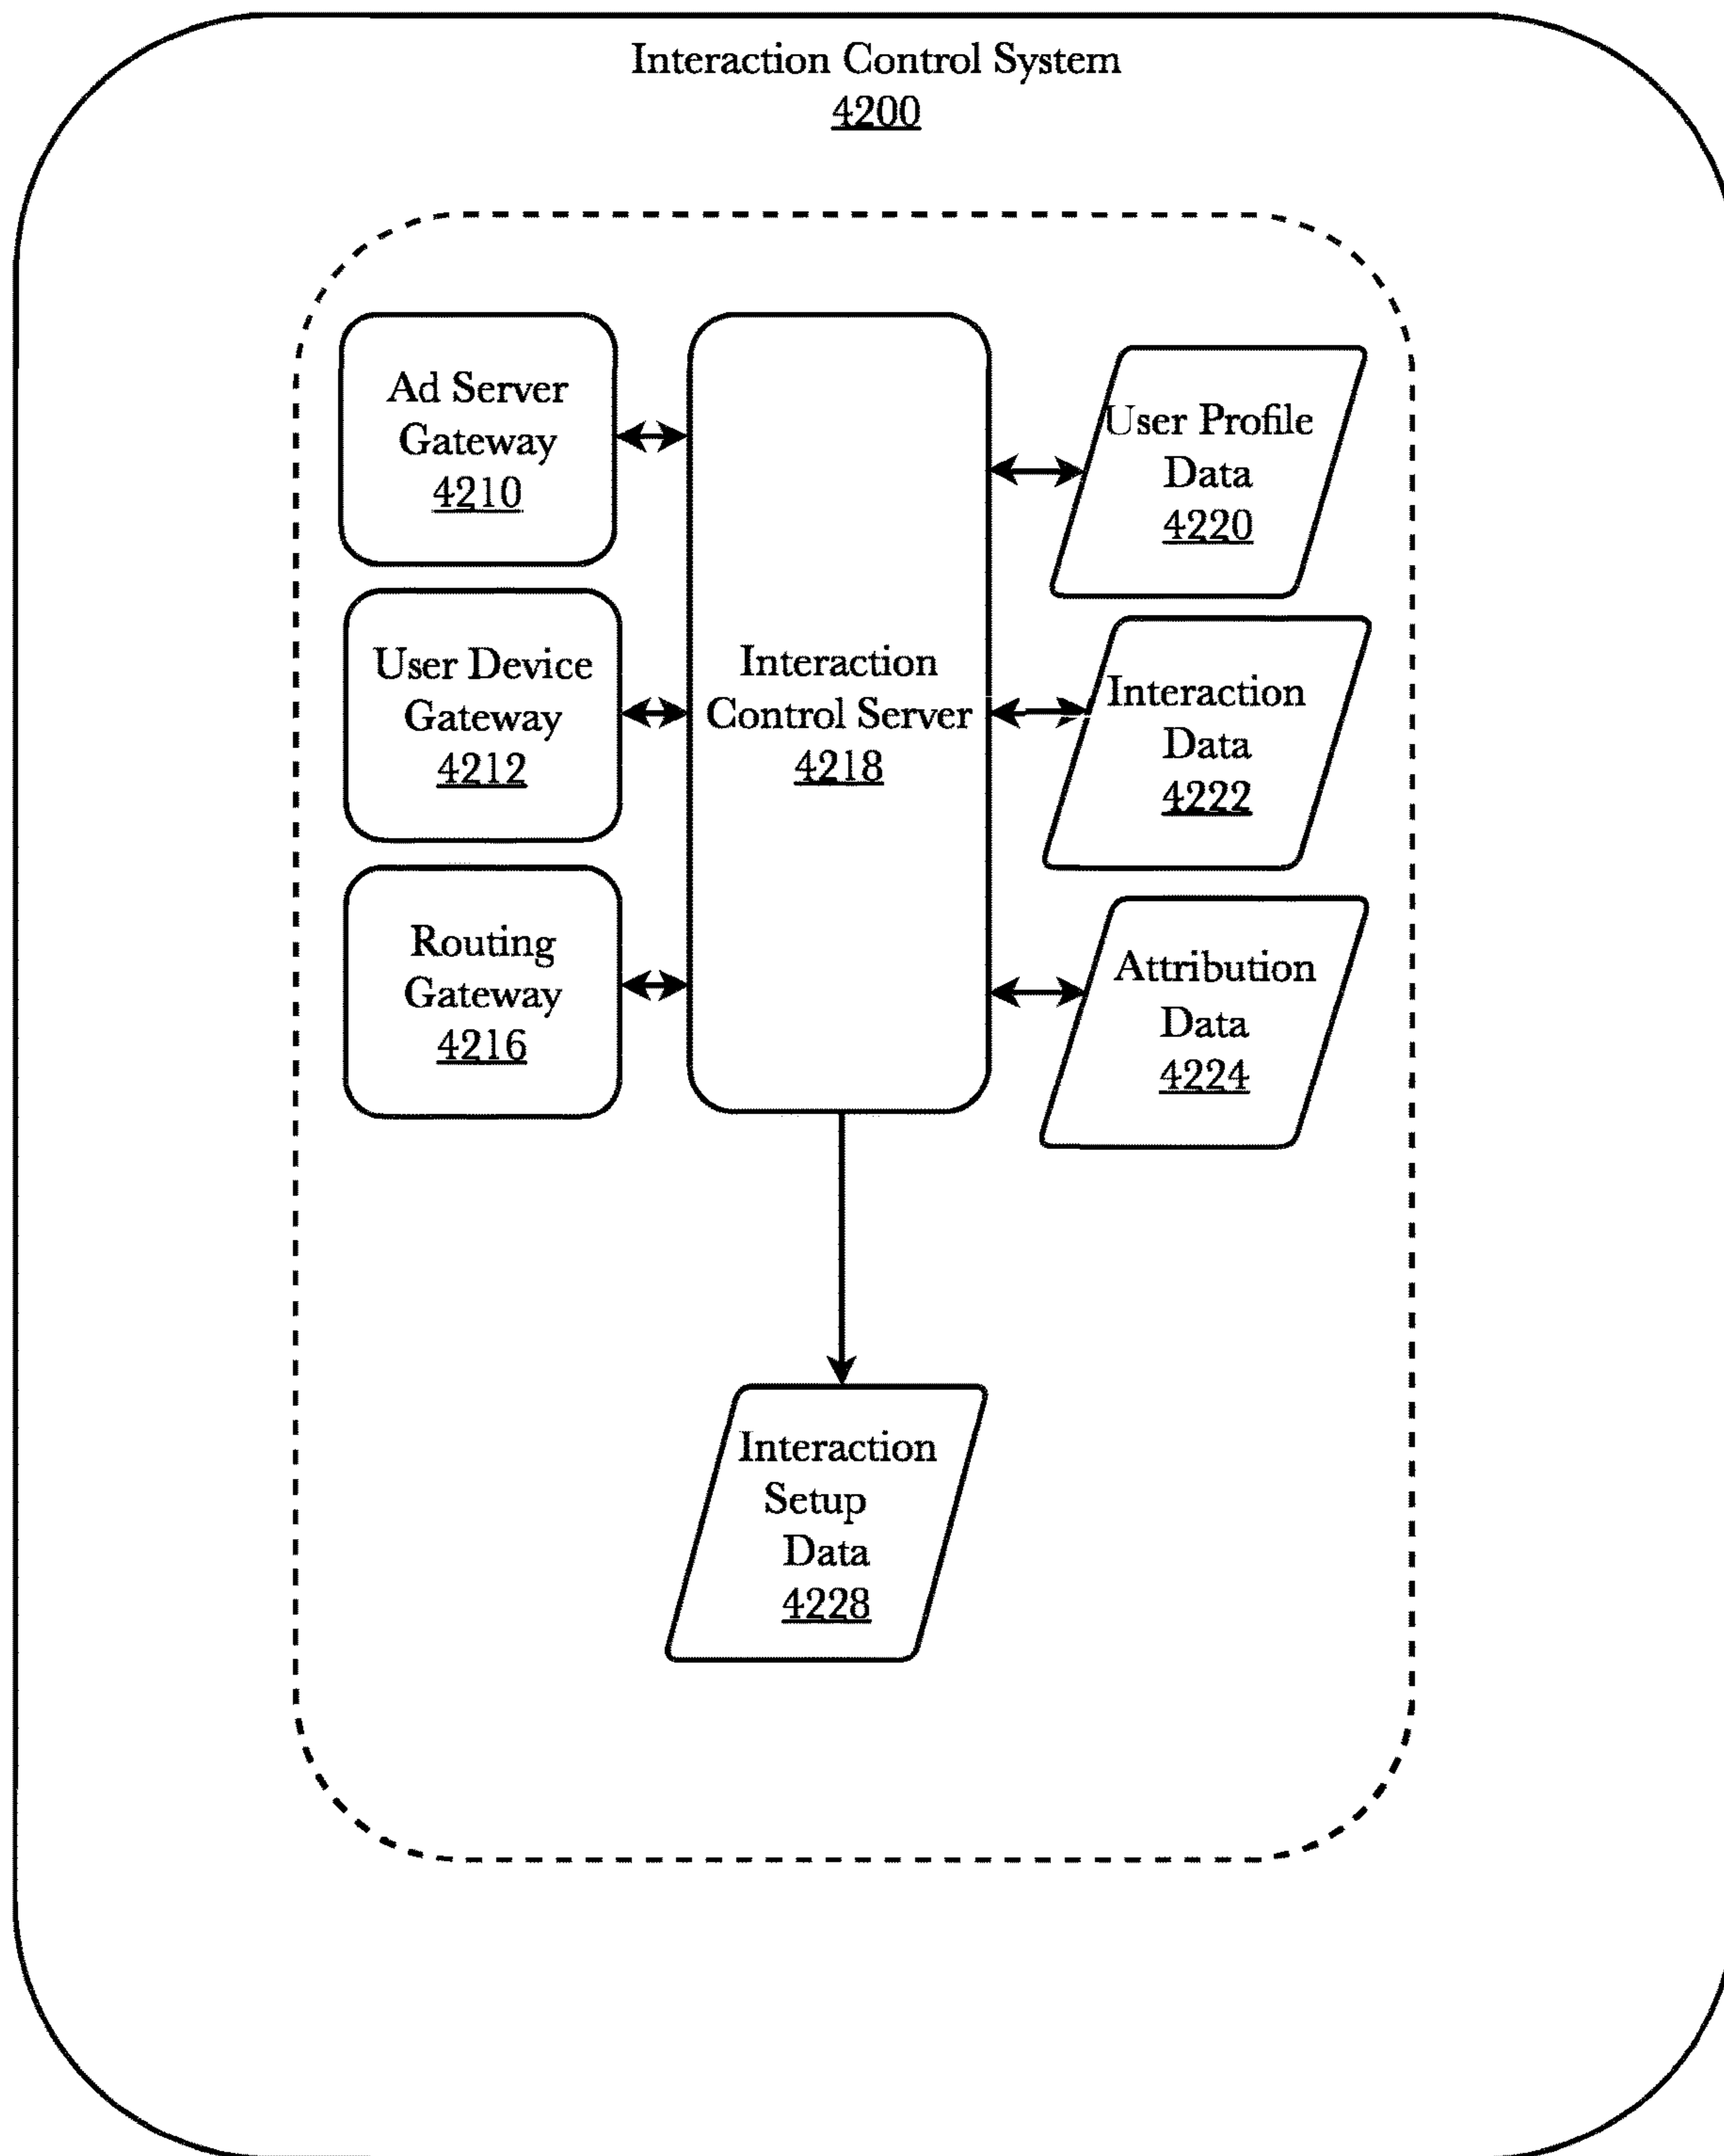 Interaction Control System
4200
Ad Server
Gateway
4210
User Device
Gateway
4212
Routing
Gateway
4216
Interaction
Control Server
4218
User Profile
Data
4220
Interaction
Data
4222
Attribution
Data
4224
Interaction
Setup
Data
4228